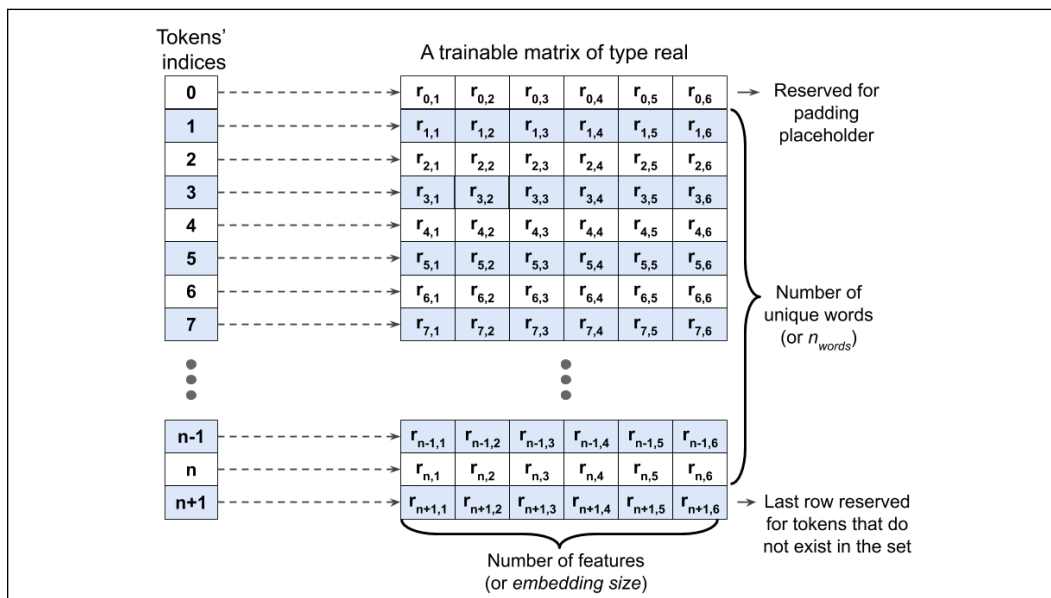 Tokens'
indices
A trainable matrix of type real
0 r0,1 r0,2 r0,3 r0,4 r0,5 r0,6
Reserved for
padding
placeholder
1 r1,1 r1,2 r1,3 r1,4 r1,5 r1,6
2 r2,1 r2,2 r2,3 r2,4 r2,5 r2,6
3 r3,1 r3,2 r3,3 r3,4 r3,5 r3,6
4 r4,1 r4,2 r4,3 r4,4 r4,5 r4,6
5 r5,1 r5,2 r5,3 r5,4 r5,5 r5,6
6 r6,1 r6,2 r6,3 r6,4 r6,5 r6,6
7 r7,1 r7,2 r7,3 r7,4 r7,5 r7,6
Number of
unique words
(or nwords)
n-1 rn-1,1 rn-1,2 rn-1,3 rn-1,4 rn-1,5 rn-1,6
n rn,1 rn,2 rn,3 rn,4 rn,5 rn,6
n+1 rn+1,1 rn+1,2 rn+1,3 rn+1,4 rn+1,5 rn+1,6
Last row reserved
for tokens that do
not exist in the set
Number of features
(or embedding size)